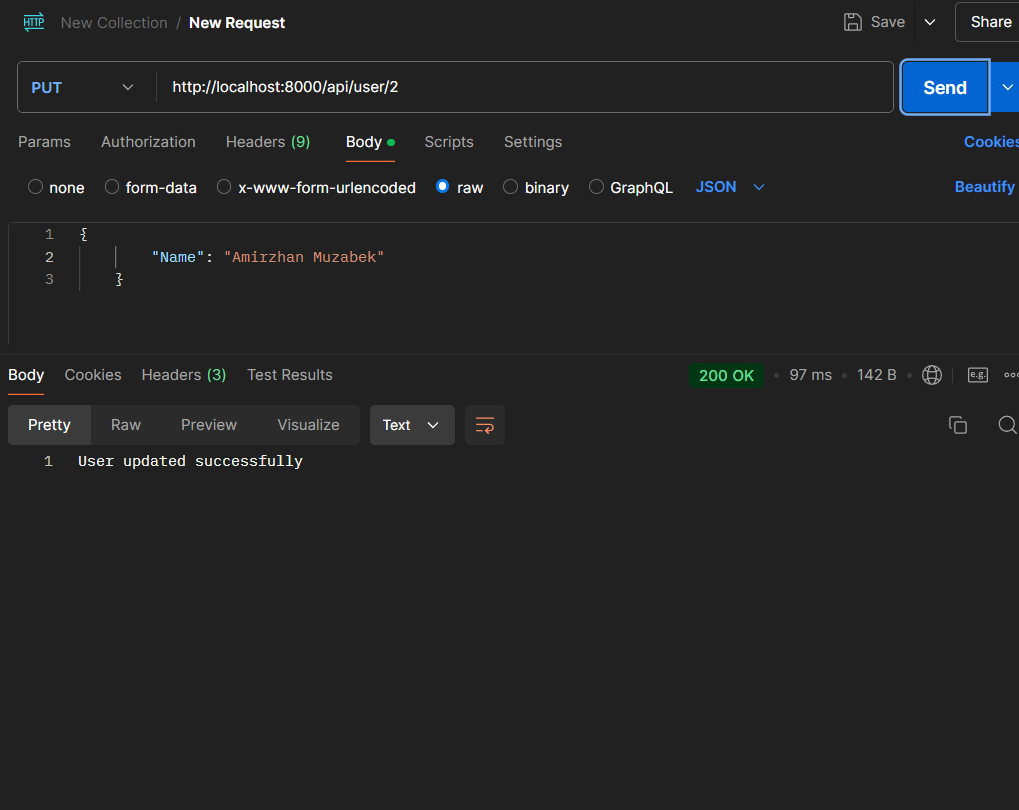 HTTP New Collection / New Request Save Share
PUT http://localhost:8000/api/user/2 Send
Params Authorization Headers (9) Body Scripts Settings Cookies
none form-data x-www-form-urlencoded raw binary GraphQL JSON Beautify
1 {
2 "Name": "Amirzhan Muzabek"
3 }
Body Cookies Headers (3) Test Results 200 OK 97 ms 142 B e.g.
Pretty Raw Preview Visualize Text
1 User updated successfully